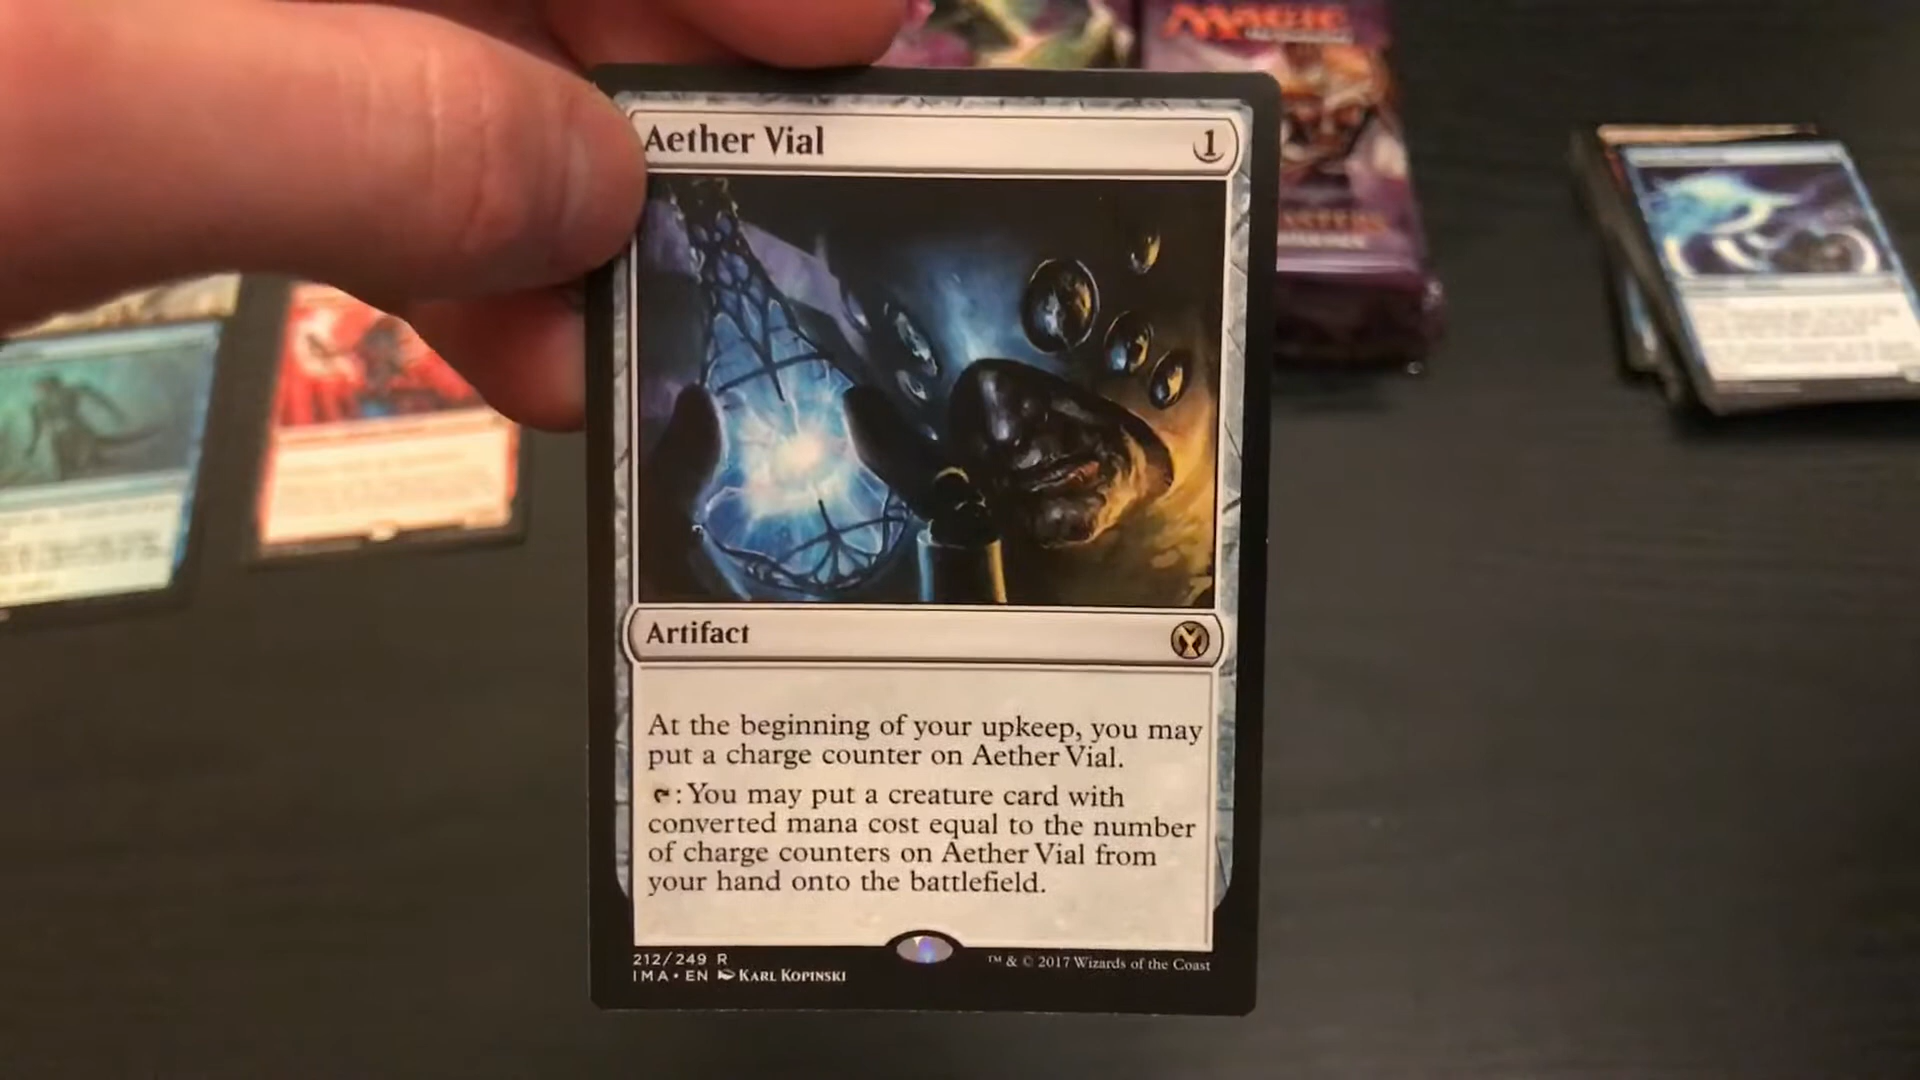 MAGIC
MASTERS
Aether Vial
1
Artifact
At the beginning of your upkeep, you may
put a charge counter on Aether Vial.
: You may put a creature card with
converted mana cost equal to the number
of charge counters on Aether Vial from
your hand onto the battlefield.
212/249 R
IMA • EN KARL KOPINSKI
™ & © 2017 Wizards of the Coast